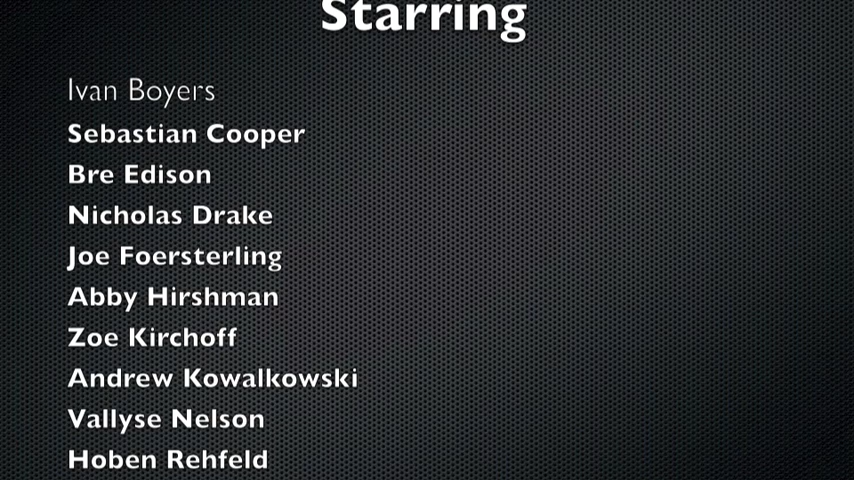 Starring
Ivan Boyers
Sebastian Cooper
Bre Edison
Nicholas Drake
Joe Foersterling
Abby Hirshman
Zoe Kirchoff
Andrew Kowalkowski
Vallyse Nelson
Hoben Rehfeld